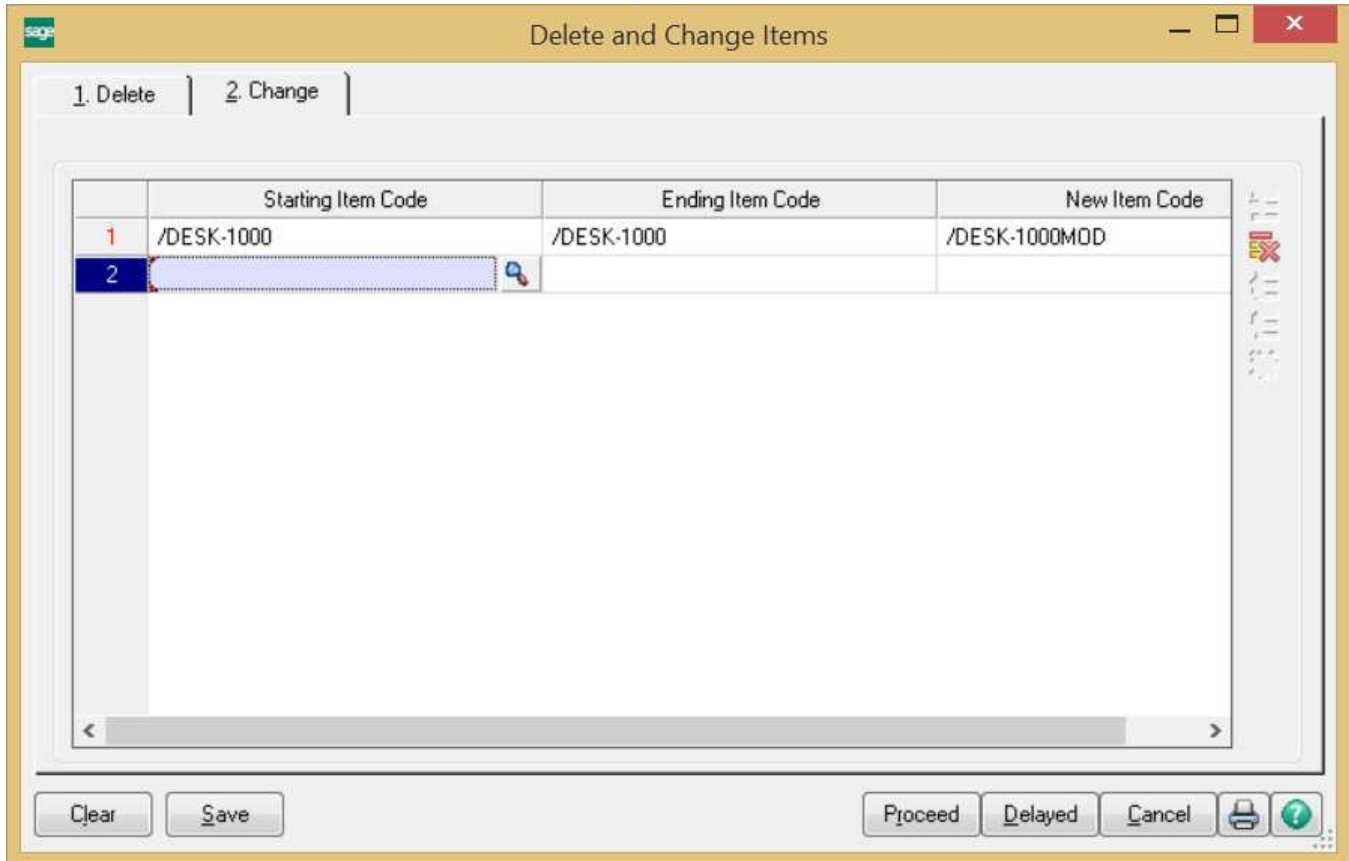 sage Delete and Change Items
1. Delete 2. Change
Starting Item Code Ending Item Code New Item Code
1 /DESK-1000 /DESK-1000 /DESK-1000MOD
2
Clear Save Proceed Delayed Cancel ?